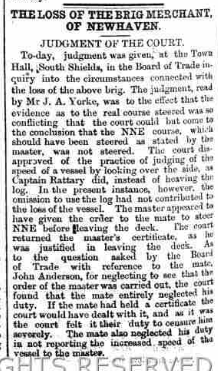 THE LOSS OF THE BRIG MERCHANT,
OF NEWHAVEN.
JUDGMENT OF THE COURT.
To-day, judgment was given, at the Town
Hall, South Shields, in the Board of Trade in-
quiry into the circumstances connected with
the loss of the above brig. The judgment, read
by Mr J. A. Yorke, was to the effect that the
evidence as to the real course steered was so
conflicting that the court could but come to
the conclusion that the NNE course, which
should have been steered as stated by the
master, was not steered. The court dis-
approved of the practice of judging of the
speed of a vessel by looking over the side, as
Captain Rattary did, instead of heaving the
log. In the present instance, however, the
omission to use the log had not contributed to
the loss of the vessel. The master appeared to
have given the order to the mate to steer
NNE before leaving the deck. The court
returned the master's certificate, as he
was justified in leaving the deck. As
to the question asked by the Board
of Trade with reference to the mate,
John Anderson, for neglecting to see that the
order of the master was carried out, the court
found that the mate entirely neglected his
duty. If the mate had held a certificate the
court would have dealt with it, and as it was
the court felt it their duty to censure him
severely. The mate also neglected his duty
in not reporting the increased speed of the
vessel to the master.
RIGHTS RESERVED